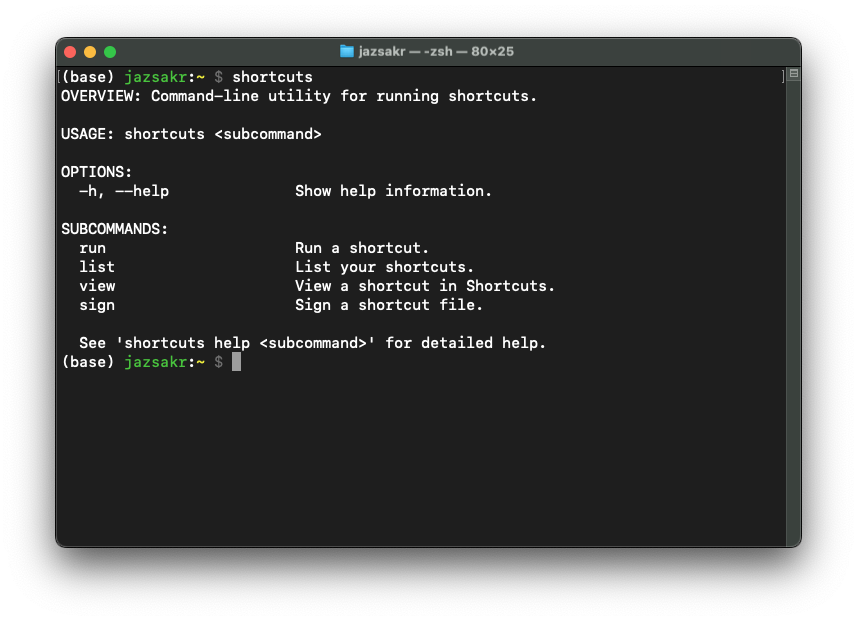 jazsakr — -zsh — 80×25
(base) jazsakr:~ $ shortcuts
OVERVIEW: Command-line utility for running shortcuts.
USAGE: shortcuts <subcommand>
OPTIONS:
-h, --help Show help information.
SUBCOMMANDS:
run Run a shortcut.
list List your shortcuts.
view View a shortcut in Shortcuts.
sign Sign a shortcut file.
See 'shortcuts help <subcommand>' for detailed help.
(base) jazsakr:~ $